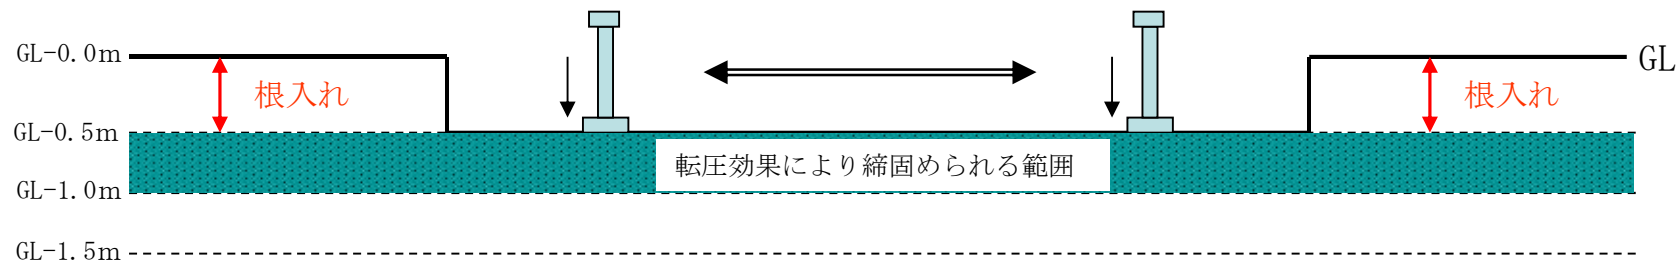 GL-0.0m
GL
根入れ
根入れ
GL-0.5m
転圧効果により締固められる範囲
GL-1.0m
GL-1.5m